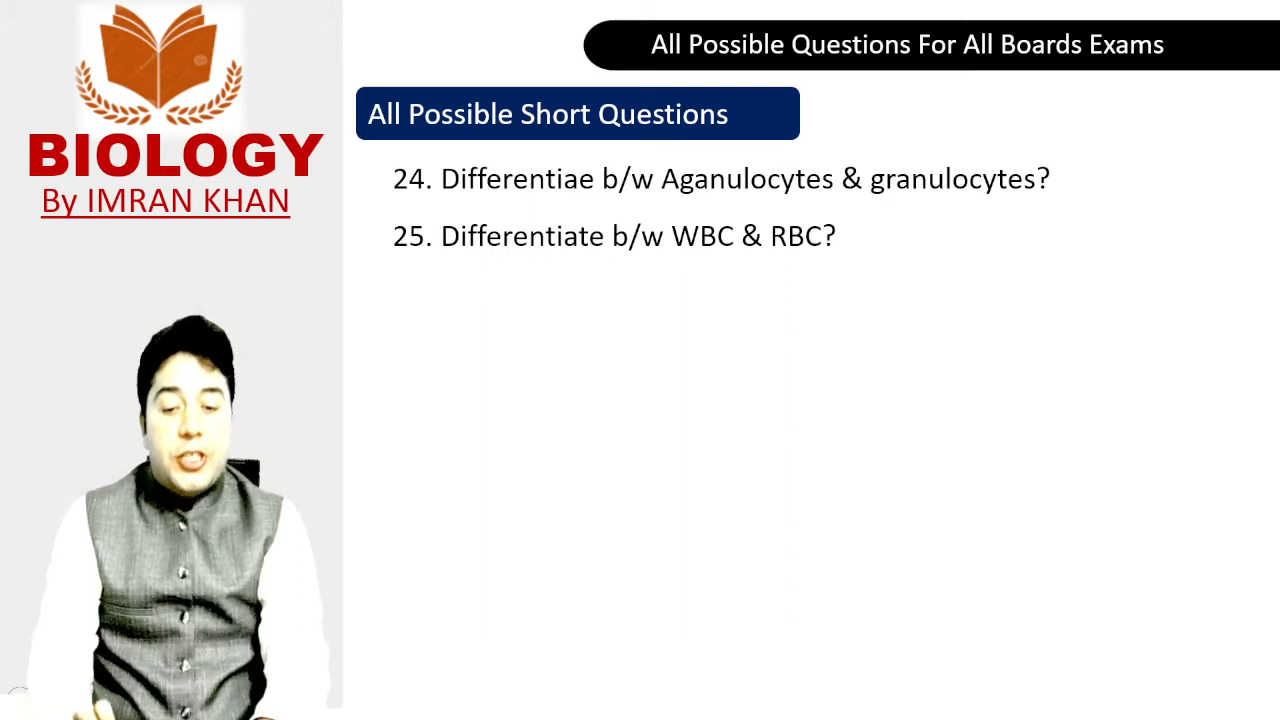 All Possible Questions For All Boards Exams
BIOLOGY
By IMRAN KHAN
All Possible Short Questions
24. Differentiae b/w Aganulocytes & granulocytes?
25. Differentiate b/w WBC & RBC?